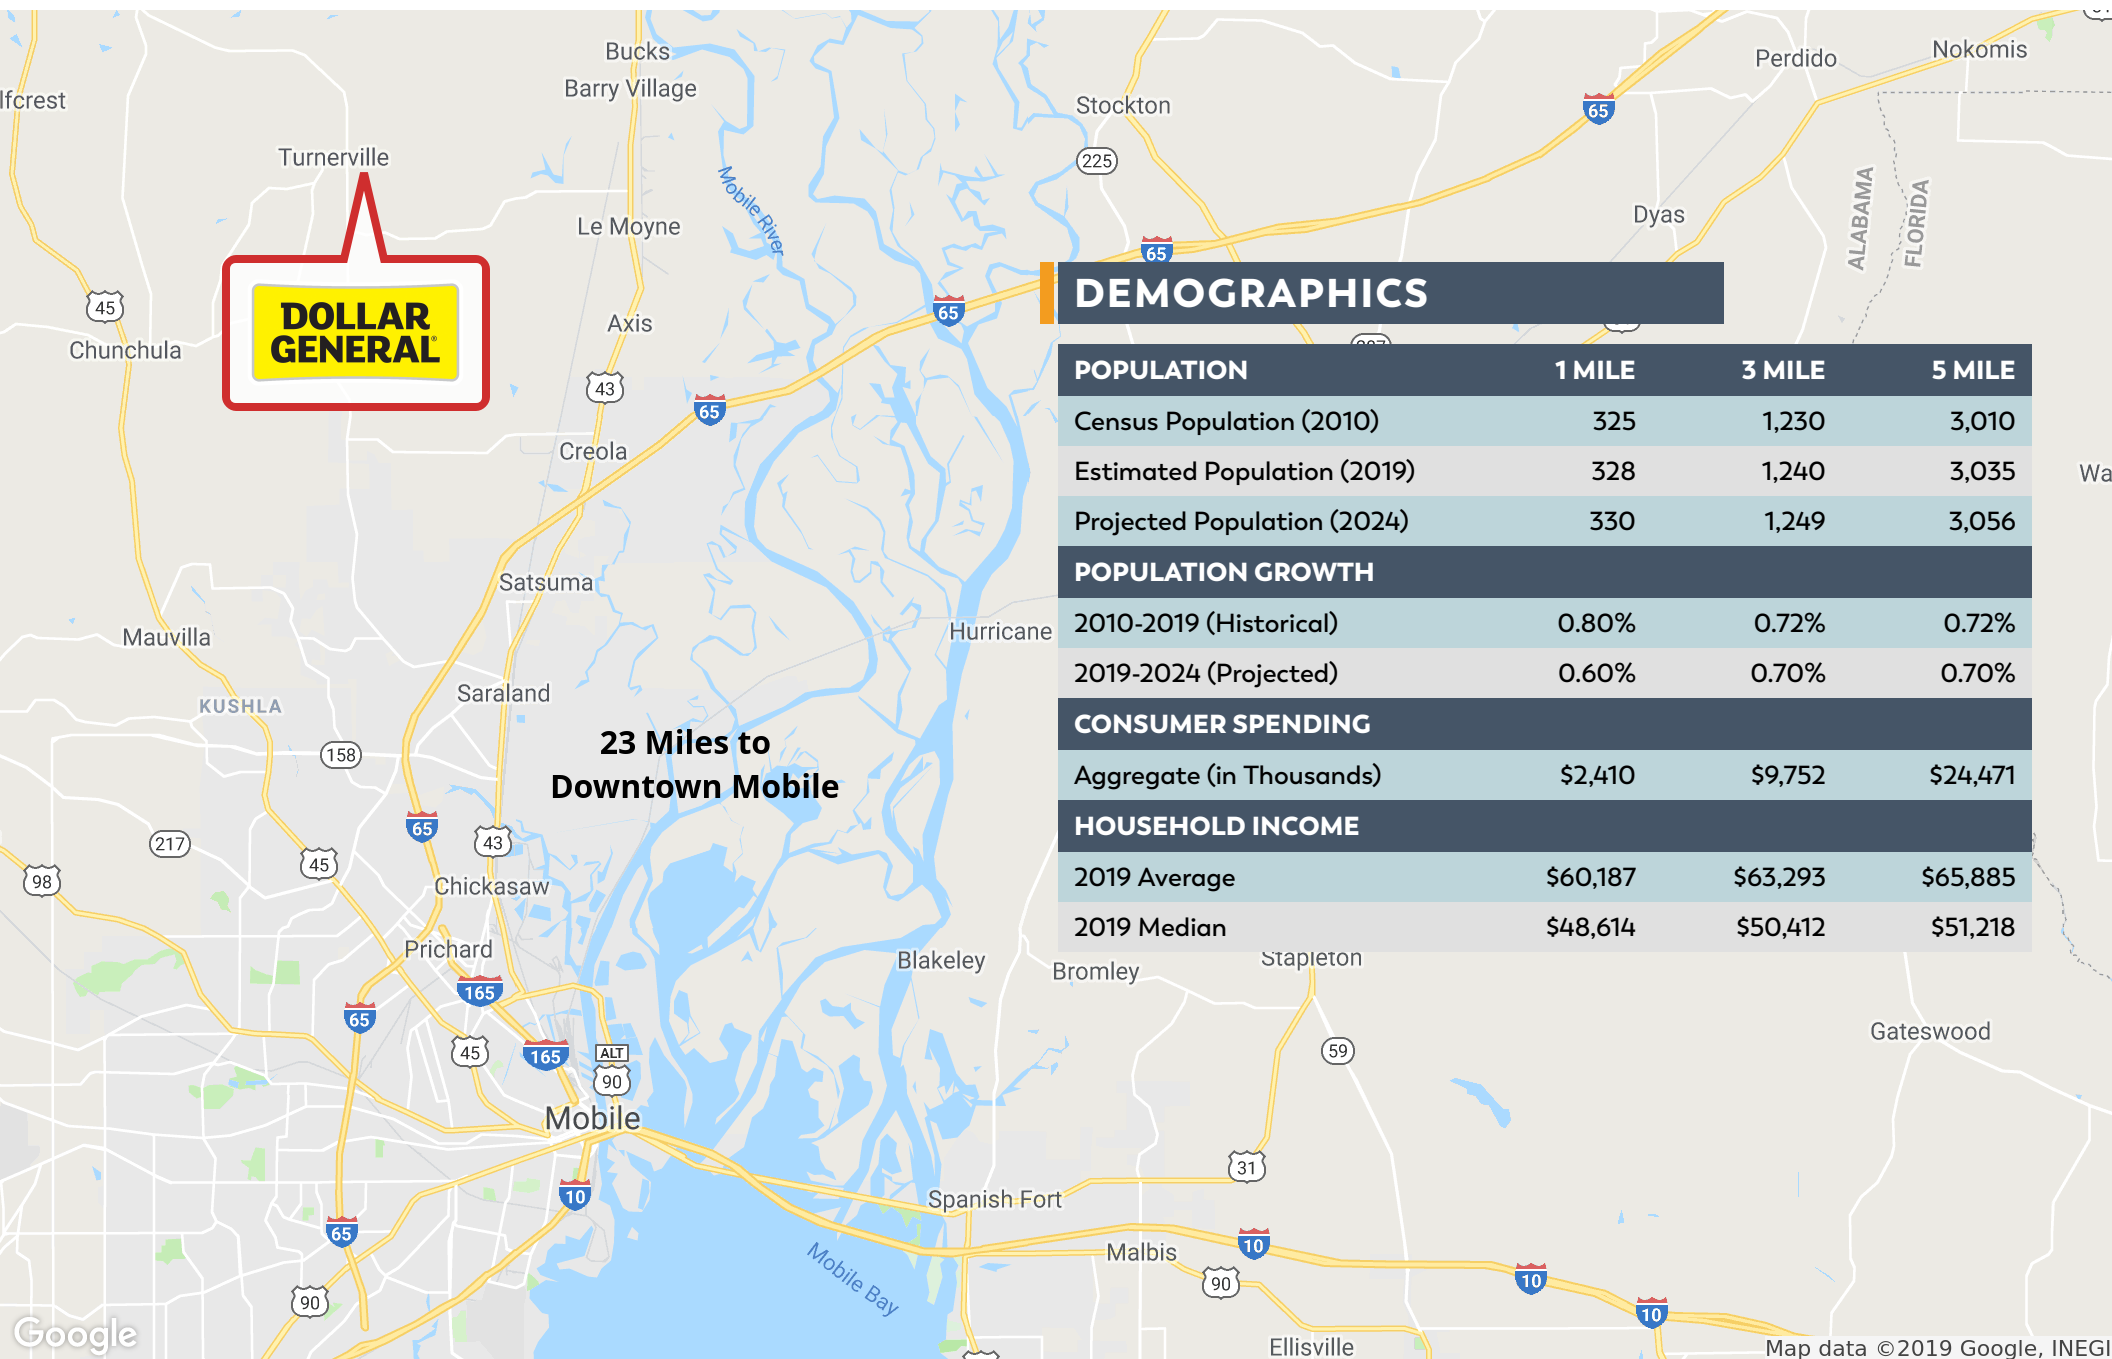 Bucks
Barry Village
Stockton
Perdido
Nokomis
lfcrest
65
Turnerville
225
Mobile River
ALABAMA
FLORIDA
Le Moyne
Dyas
65
45
DOLLAR
GENERAL
Chunchula
65
Axis
43
65
Creola
DEMOGRAPHICS
POPULATION 1 MILE 3 MILE 5 MILE
Census Population (2010) 325 1,230 3,010
Estimated Population (2019) 328 1,240 3,035
Projected Population (2024) 330 1,249 3,056
POPULATION GROWTH
2010-2019 (Historical) 0.80% 0.72% 0.72%
2019-2024 (Projected) 0.60% 0.70% 0.70%
CONSUMER SPENDING
Aggregate (in Thousands) $2,410 $9,752 $24,471
HOUSEHOLD INCOME
2019 Average $60,187 $63,293 $65,885
2019 Median $48,614 $50,412 $51,218
Wa
Satsuma
Mauvilla
Hurricane
KUSHLA
Saraland
23 Miles to
Downtown Mobile
158
65
43
217
45
98
Chickasaw
Prichard
Blakeley
Bromley
Stapleton
165
65
45
165
ALT
90
59
Gateswood
Mobile
31
10
Spanish Fort
65
Mobile Bay
Malbis
10
90
10
90
10
Ellisville
Google
Map data ©2019 Google, INEGI